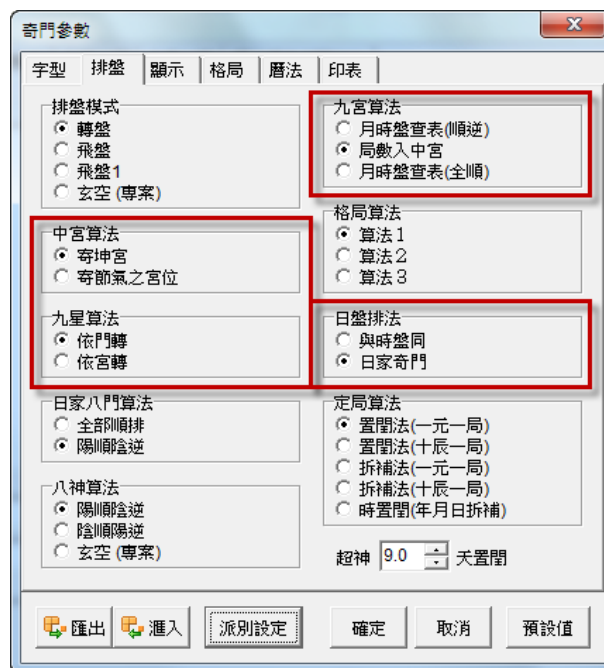 奇門參數
字型 排盤 顯示 格局 曆法 印表
排盤模式
轉盤
飛盤
飛盤1
玄空(專案)
中宮算法
寄坤宮
寄節氣之宮位
九星算法
依門轉
依宮轉
日家八門算法
全部順排
陽順陰逆
八神算法
陽順陰逆
陰順陽逆
玄空(專案)
九宮算法
月時盤查表(順逆)
局數入中宮
月時盤查表(全順)
格局算法
算法1
算法2
算法3
日盤排法
與時盤同
日家奇門
定局算法
置閏法(一元一局)
置閏法(十辰一局)
拆補法(一元一局)
拆補法(十辰一局)
時置閏(年月日拆補)
超神 9.0 天置閏
匯出 滙入 派別設定 確定 取消 預設值